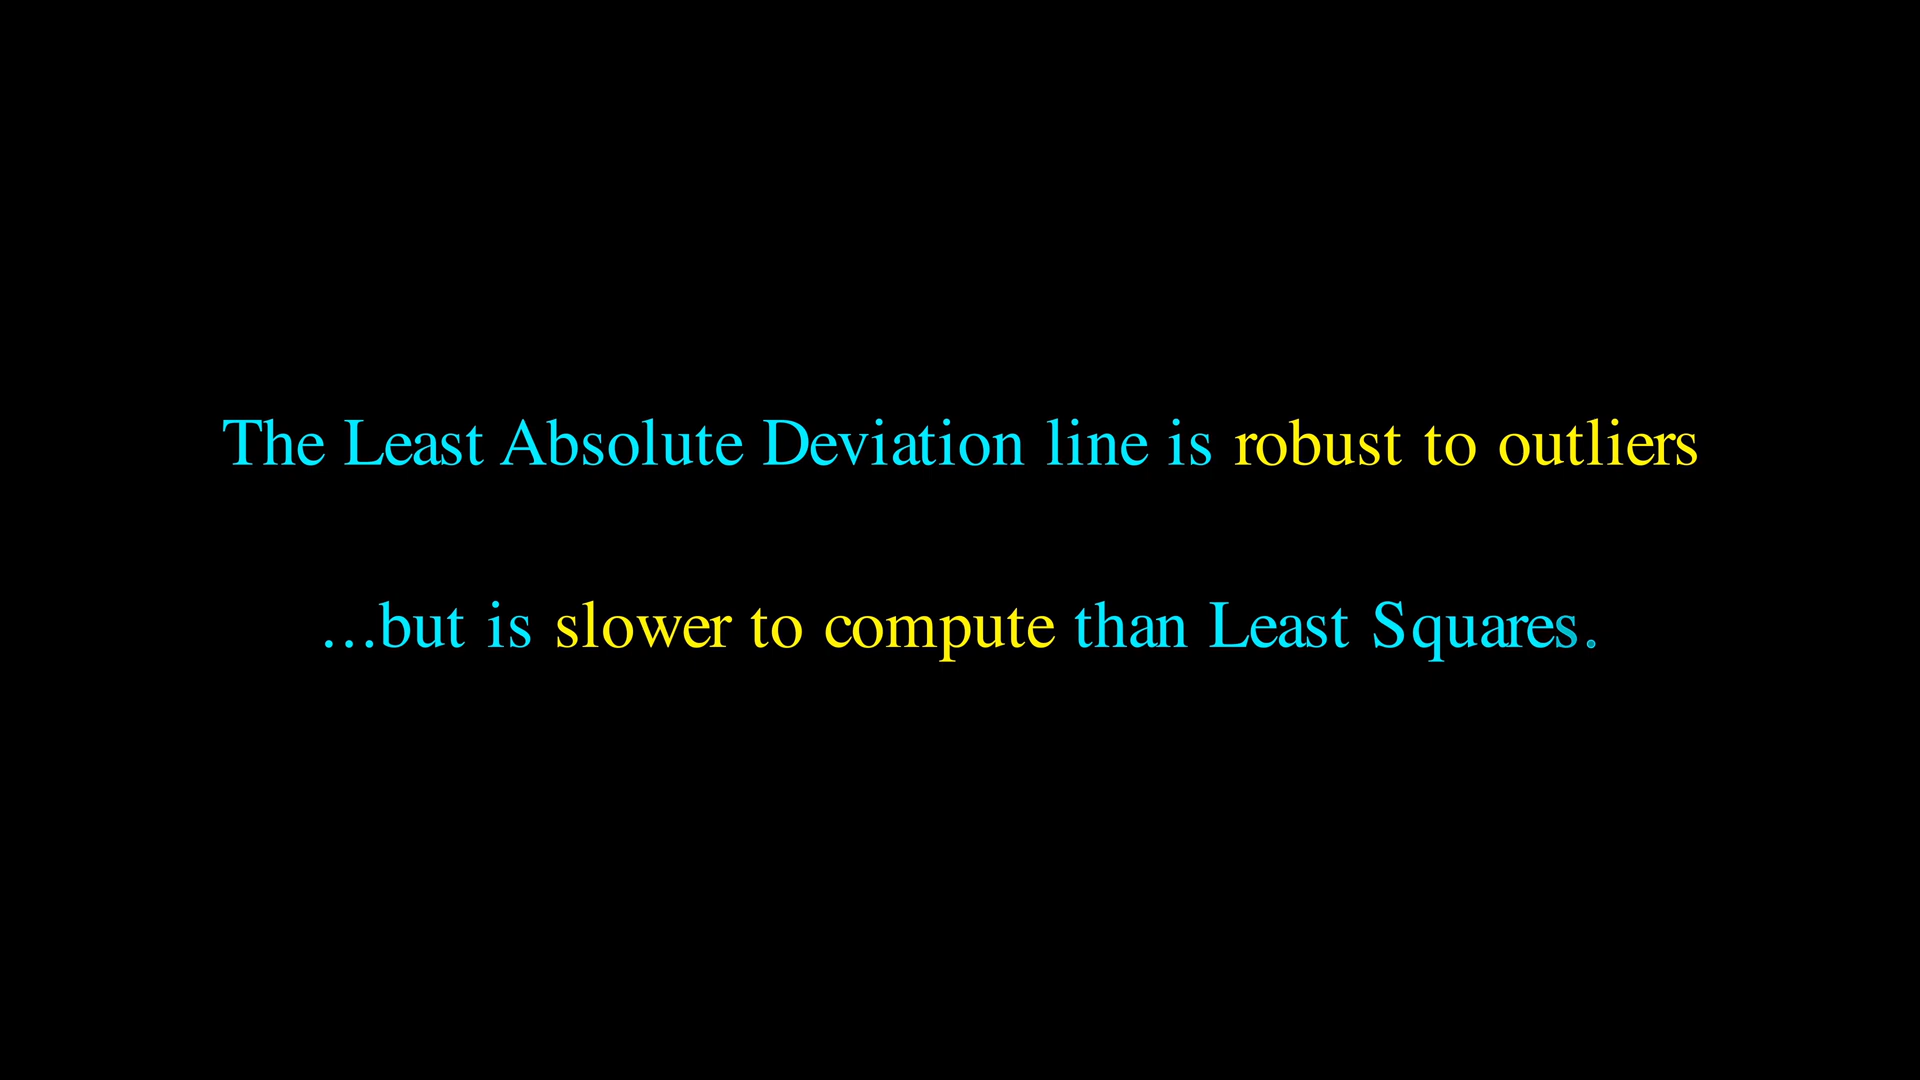 The Least Absolute Deviation line is robust to outliers
...but is slower to compute than Least Squares.